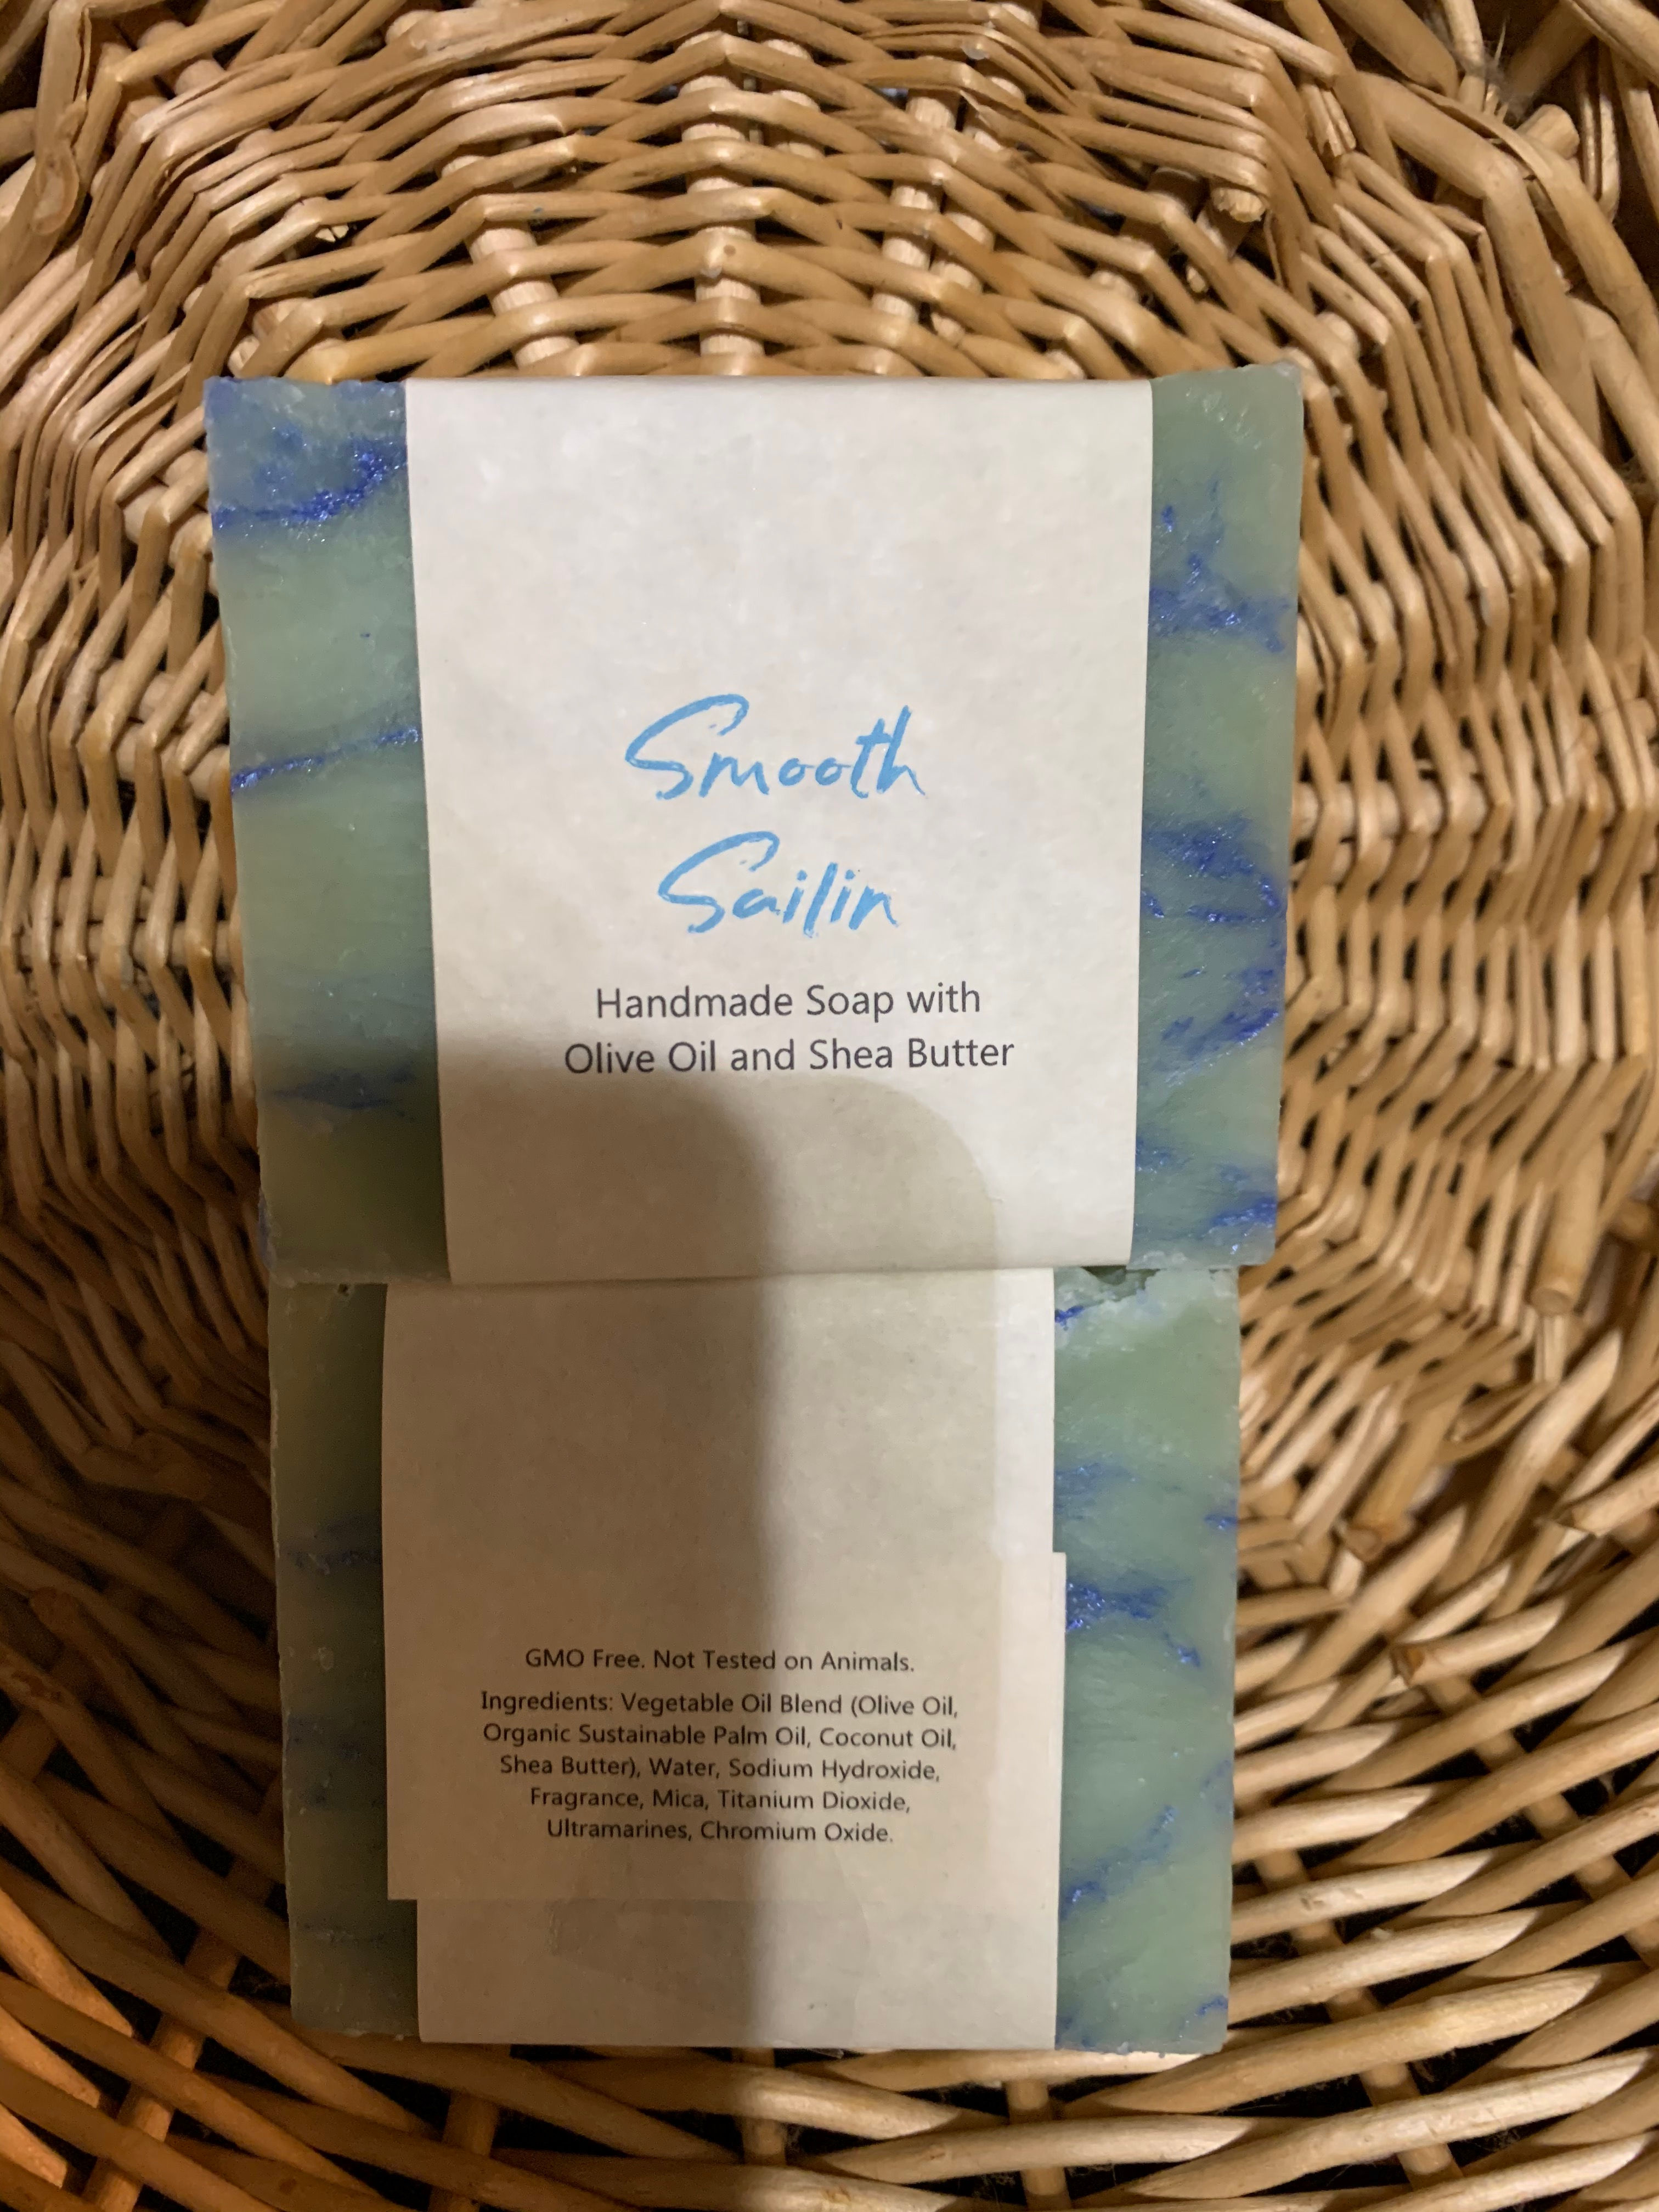 Smooth
Sailin
Handmade Soap with
Olive Oil and Shea Butter
GMO Free. Not Tested on Animals.
Ingredients: Vegetable Oil Blend (Olive Oil,
Organic Sustainable Palm Oil, Coconut Oil,
Shea Butter), Water, Sodium Hydroxide,
Fragrance, Mica, Titanium Dioxide,
Ultramarines, Chromium Oxide.